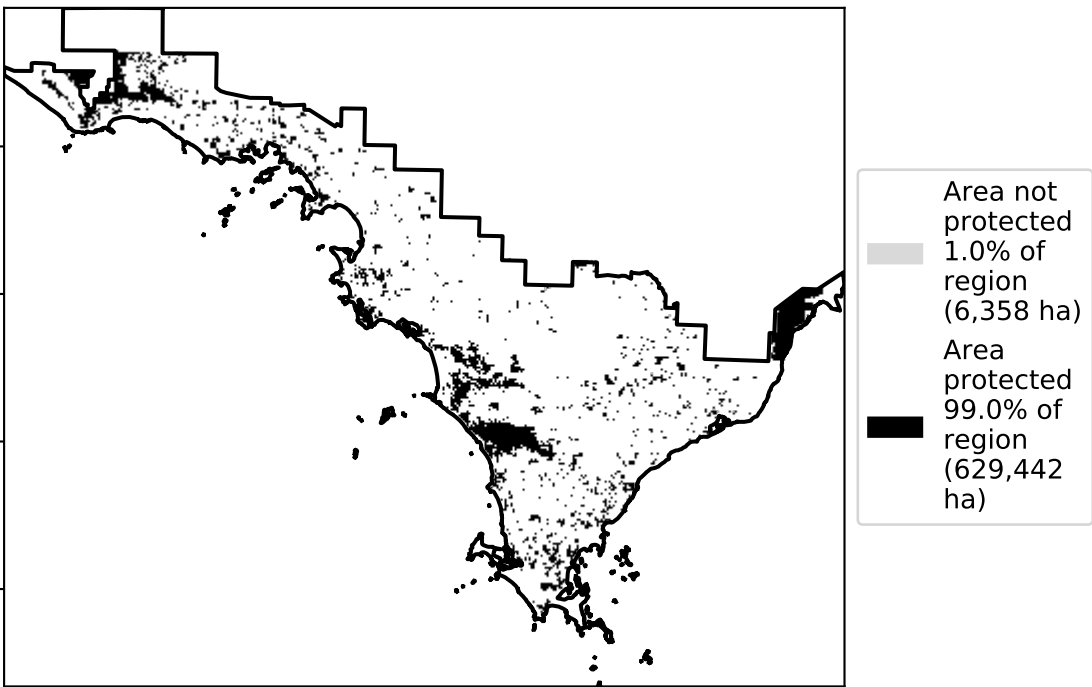 Area not
protected
1.0% of
region
(6,358 ha)
Area
protected
99.0% of
region
(629,442
ha)